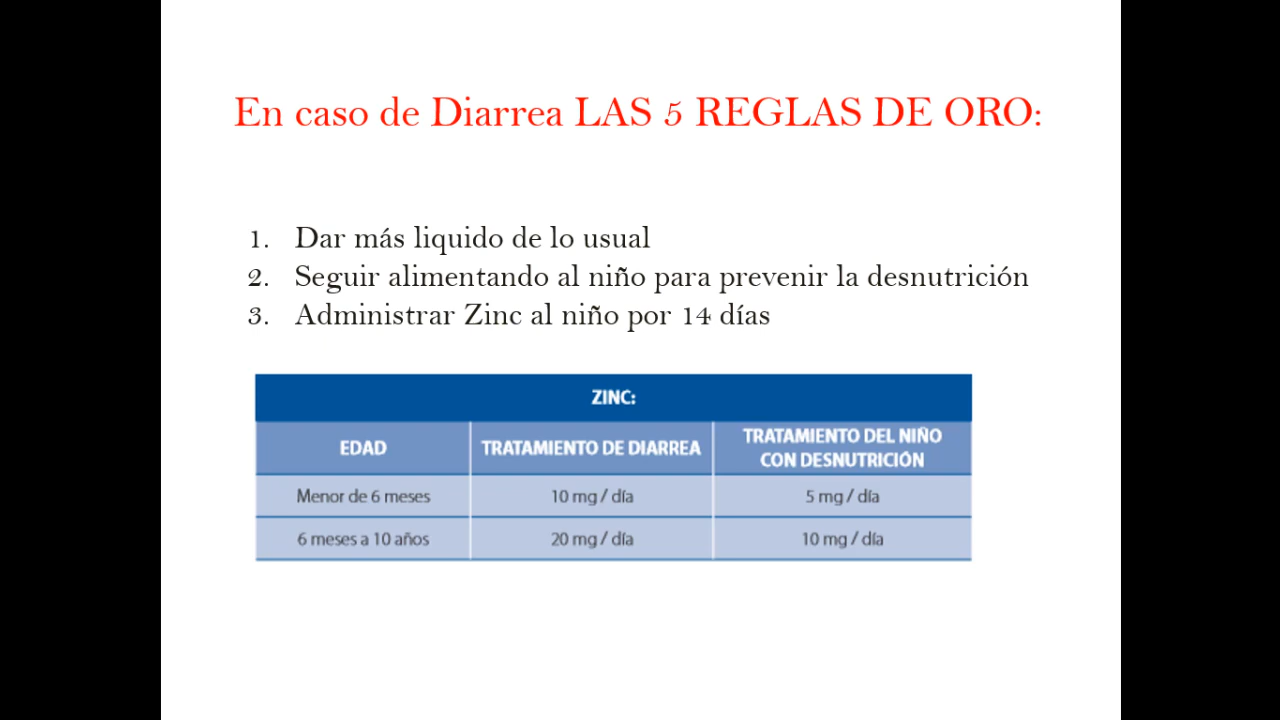 En caso de Diarrea LAS 5 REGLAS DE ORO:
1. Dar más liquido de lo usual
2. Seguir alimentando al niño para prevenir la desnutrición
3. Administrar Zinc al niño por 14 días
ZINC:
EDAD TRATAMIENTO DE DIARREA TRATAMIENTO DEL NIÑO CON DESNUTRICIÓN
Menor de 6 meses 10 mg / día 5 mg / día
6 meses a 10 años 20 mg / día 10 mg / día